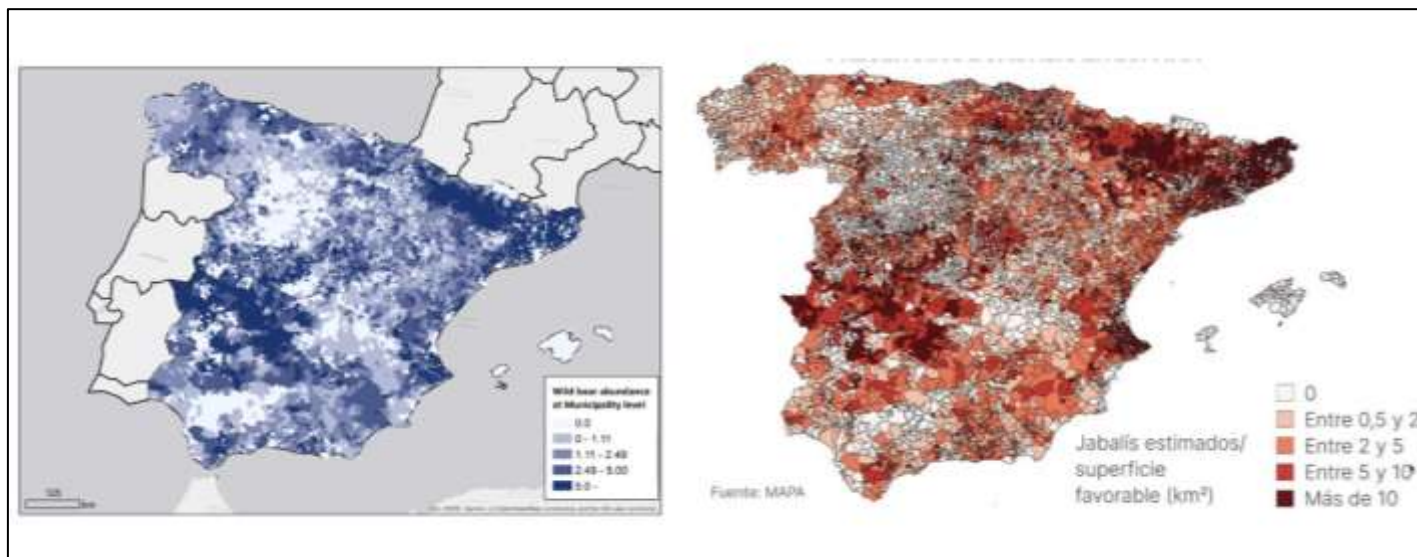 Wild boar abundance
at Municipality level
0.0
0 - 1.11
1.11 - 2.49
2.49 - 5.00
5.0 -
Fuente: MAPA
Jabalís estimados/
superficie
favorable (km²)
0
Entre 0,5 y 2
Entre 2 y 5
Entre 5 y 10
Más de 10